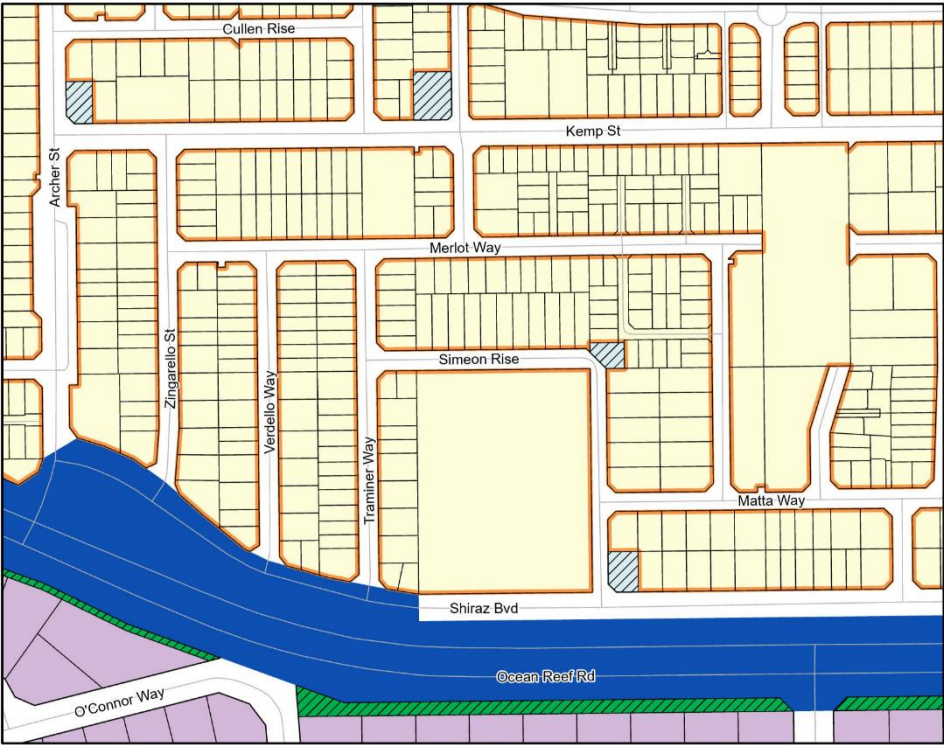 Cullen Rise
Kemp St
Archer St
Merlot Way
Zingarello St
Verdello Way
Traminer Way
Simeon Rise
Matta Way
Shiraz Bvd
Ocean Reef Rd
O'Connor Way